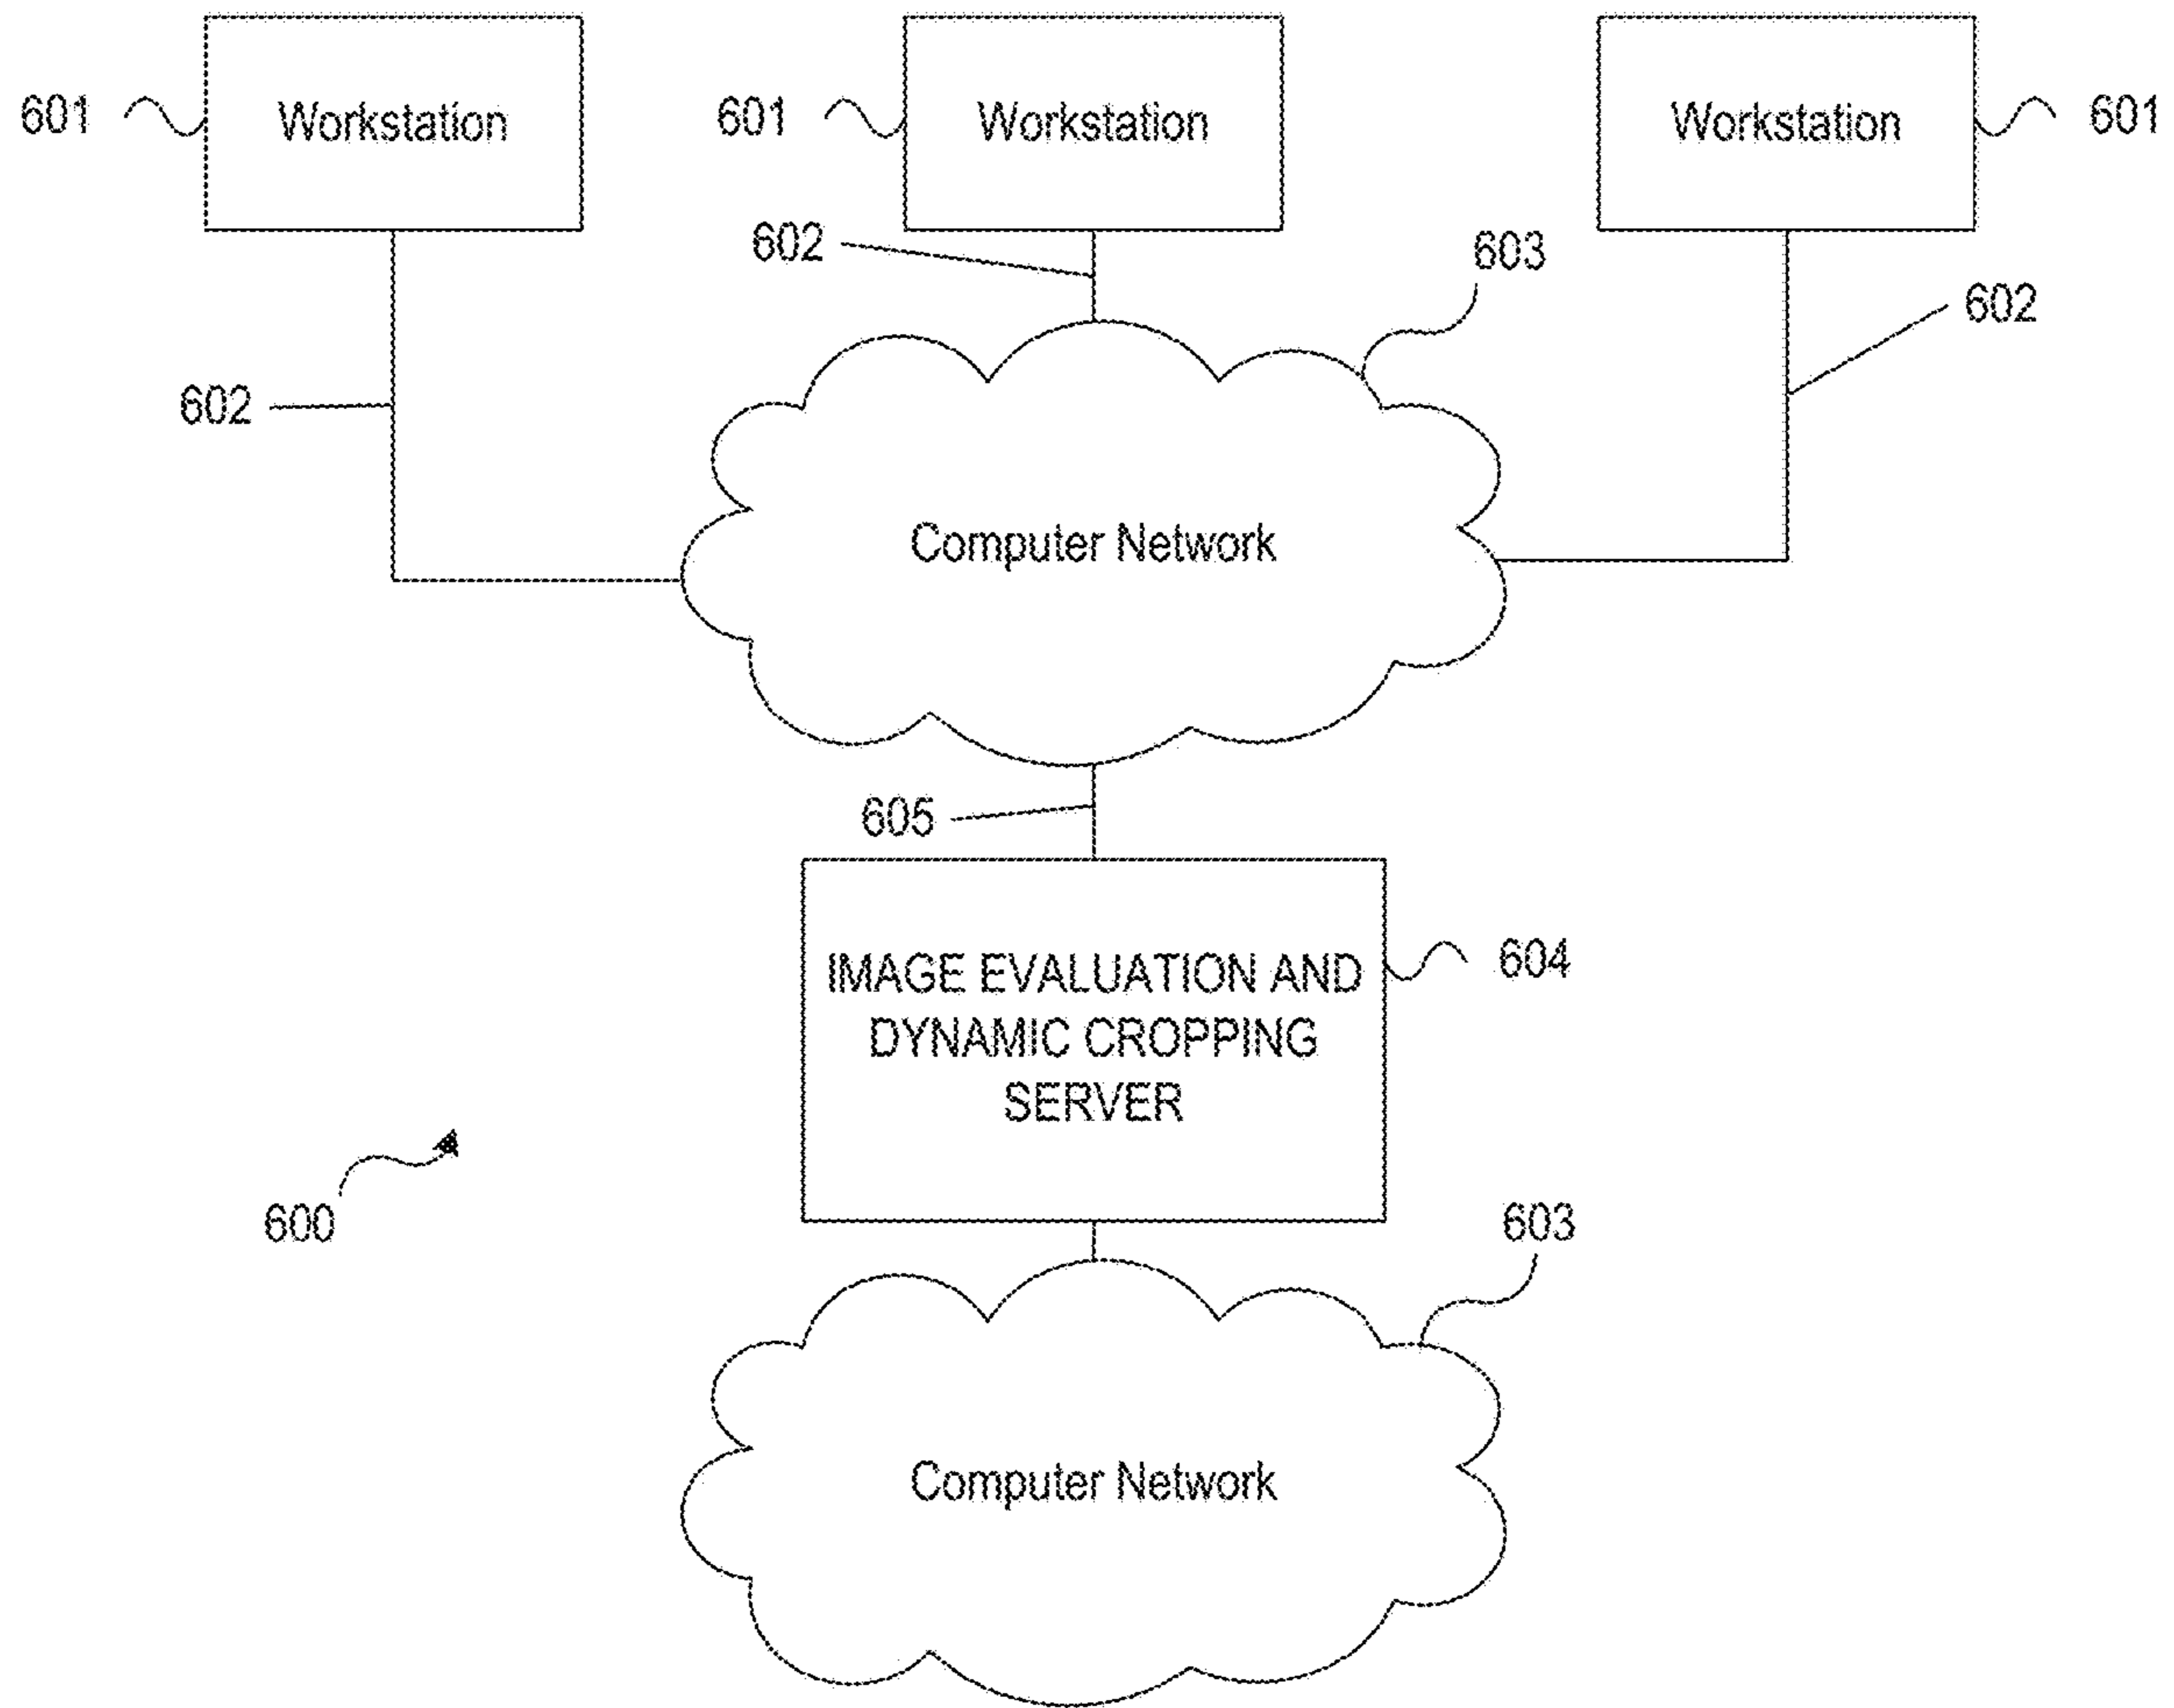 601
Workstation
601
Workstation
Workstation
601
602
603
602
602
Computer Network
605
IMAGE EVALUATION AND
DYNAMIC CROPPING
SERVER
604
600
603
Computer Network